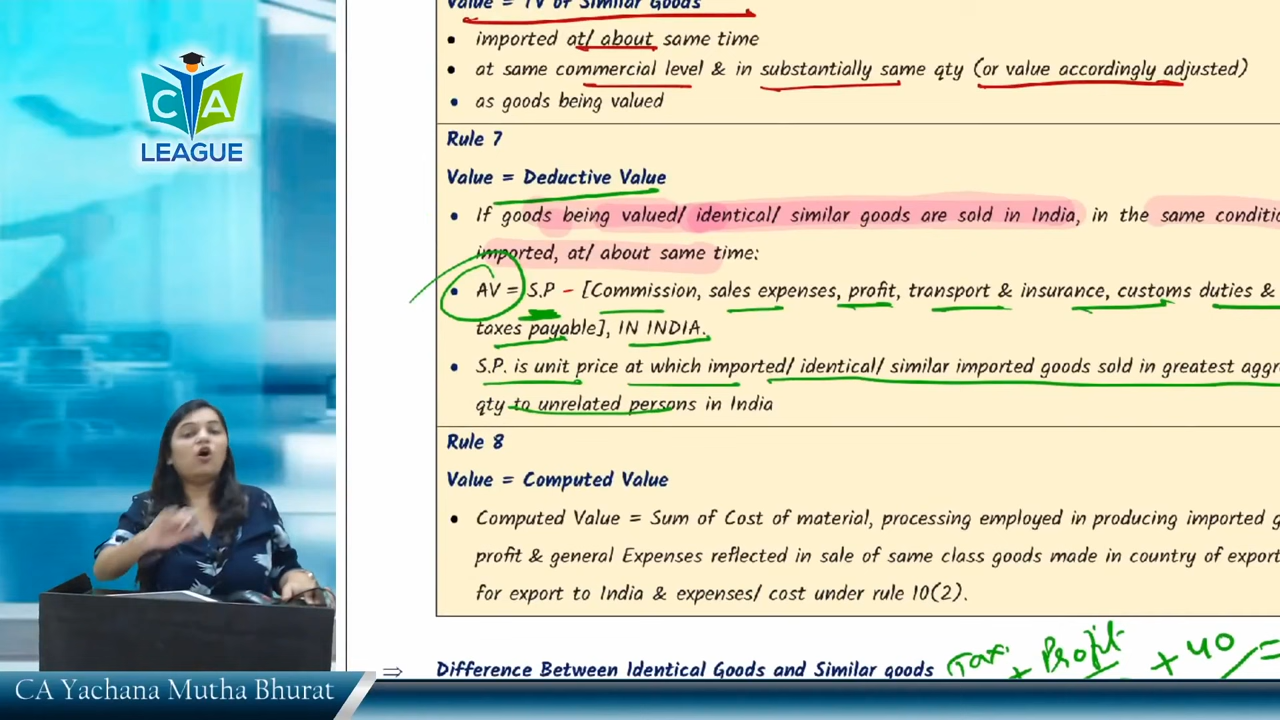 CA
LEAGUE
Value = TV of Similar Goods
• imported at/ about same time
• at same commercial level & in substantially same qty (or value accordingly adjusted)
• as goods being valued
Rule 7
Value = Deductive Value
• If goods being valued/ identical/ similar goods are sold in India, in the same
imported, at/ about same time:
• AV = S.P - [Commission, sales expenses, profit, transport & insurance, customs duties &
taxes payable], IN INDIA.
• S.P. is unit price at which imported/ identical/ similar imported goods sold in greatest
qty to unrelated persons in India
Rule 8
Value = Computed Value
• Computed Value = Sum of Cost of material, processing employed in producing imported
profit & general Expenses reflected in sale of same class goods made in country of export
for export to India & expenses/ cost under rule 10(2).
⇒ Difference Between Identical Goods and Similar goods
Tax + Profit + 40 =
CA Yachana Mutha Bhurat